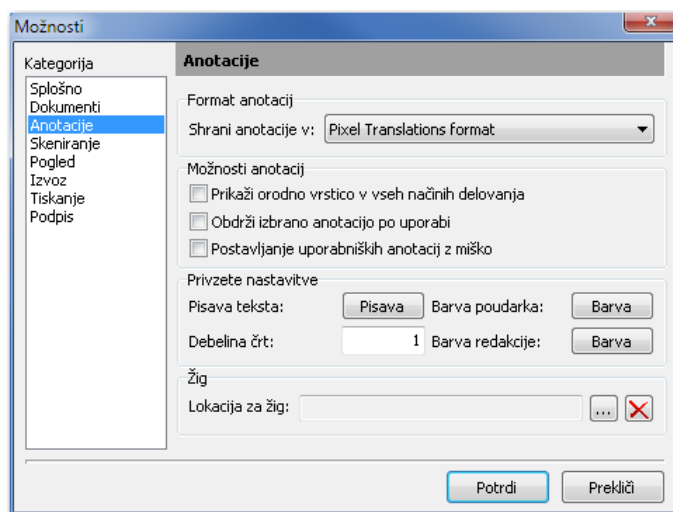 Možnosti
Kategorija
Splošno
Dokumenti
Anotacije
Skeniranje
Pogled
Izvoz
Tiskanje
Podpis
Anotacije
Format anotacij
Shrani anotacije v: Pixel Translations format
Možnosti anotacij
Prikaži orodno vrstico v vseh načinih delovanja
Obdrži izbrano anotacijo po uporabi
Postavljanje uporabniških anotacij z miško
Privzete nastavitve
Pisava teksta: Pisava Barva poudarka: Barva
Debelina črt: 1 Barva redakcije: Barva
Žig
Lokacija za žig: ...
Potrdi Prekliči